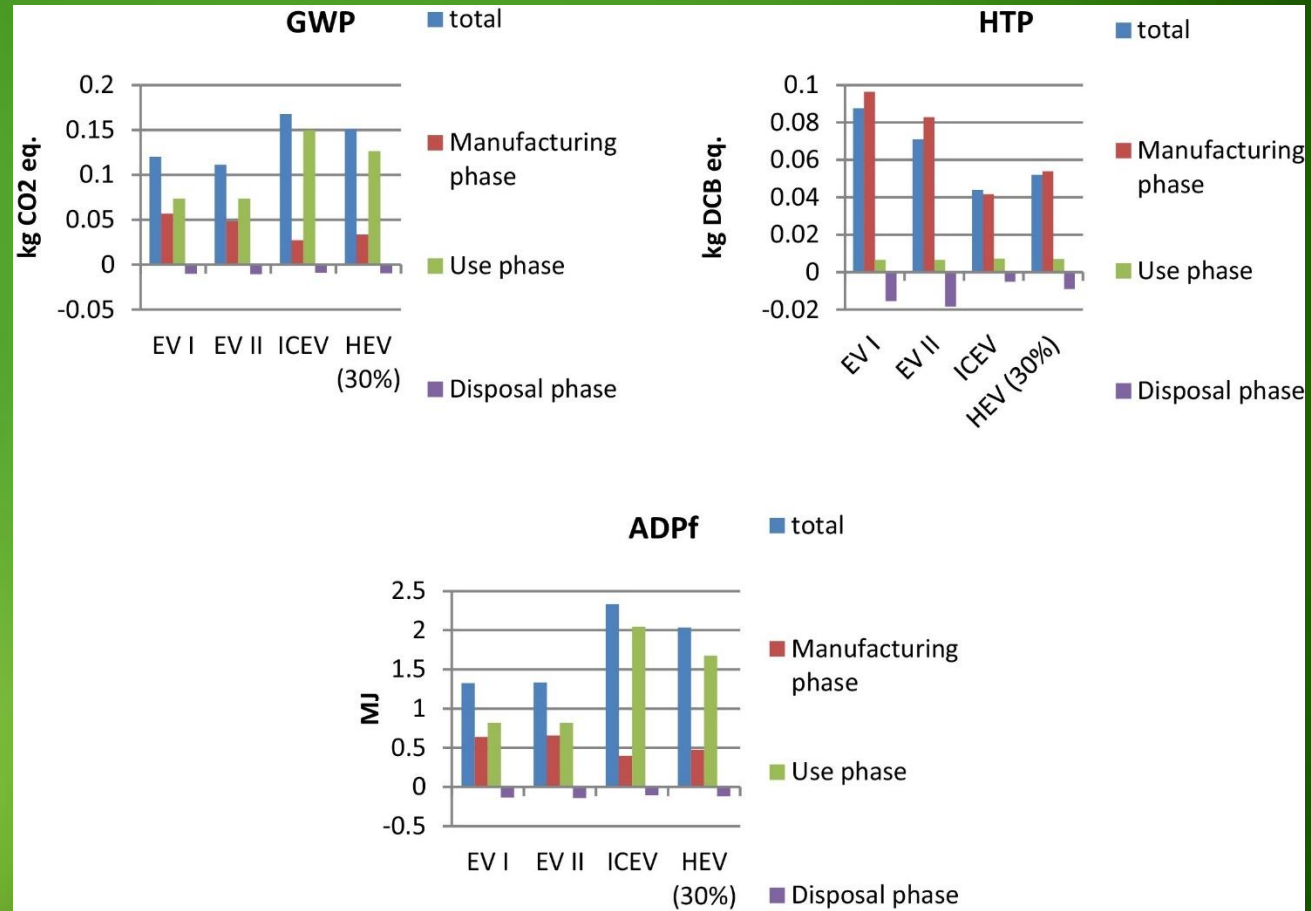 GWP
total
Manufacturing
phase
Use phase
Disposal phase
kg CO2 eq.
0.2
0.15
0.1
0.05
0
-0.05
EV I EV II ICEV HEV
(30%)
HTP
total
Manufacturing
phase
Use phase
Disposal phase
kg DCB eq.
0.1
0.08
0.06
0.04
0.02
0
-0.02
EV I
EV II
ICEV
HEV (30%)
ADPf
total
Manufacturing
phase
Use phase
Disposal phase
MJ
2.5
2
1.5
1
0.5
0
-0.5
EV I EV II ICEV HEV
(30%)